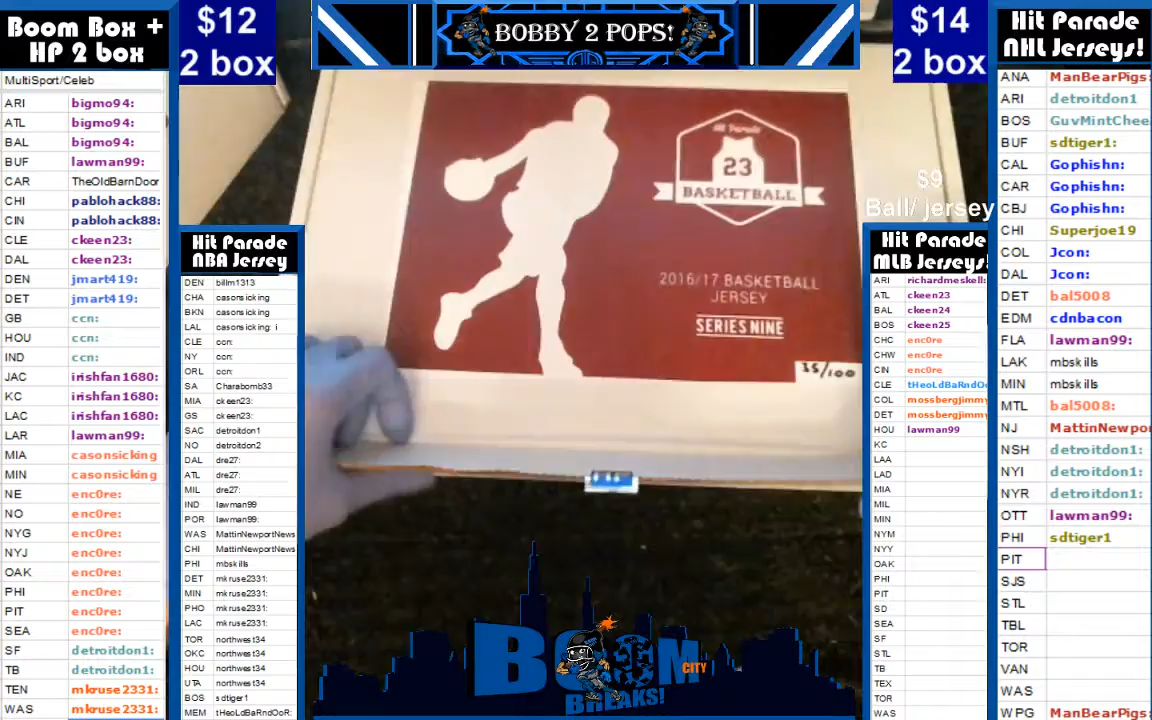 Boom Box +
HP 2 box
MultiSport/Celeb
ARI bigmo94:
ATL bigmo94:
BAL bigmo94:
BUF lawman99:
CAR TheOldBarnDoor
CHI pablohack88:
CIN pablohack88:
CLE ckeen23:
DAL ckeen23:
DEN jmart419:
DET jmart419:
GB ccn:
HOU ccn:
IND ccn:
JAC irishfan1680:
KC irishfan1680:
LAC irishfan1680:
LAR lawman99:
MIA casonsicking
MIN casonsicking
NE enc0re:
NO enc0re:
NYG enc0re:
NYJ enc0re:
OAK enc0re:
PHI enc0re:
PIT enc0re:
SEA enc0re:
SF detroitdon1:
TB detroitdon1:
TEN mkruse2331:
WAS mkruse2331:
$12
2 box
Hit Parade
NBA Jersey
DEN billm1313
CHA casonsicking
BKN casonsicking
LAL casonsicking: i
CLE ccn:
NY ccn:
ORL ccn:
SA Charabomb33
MIA ckeen23:
GS ckeen23:
SAC detroitdon1
NO detroitdon2
DAL dre27:
ATL dre27:
MIL dre27:
IND lawman99
POR lawman99:
WAS MattinNewportNews
CHI MattinNewportNews
PHI mbskills
DET mkruse2331:
MIN mkruse2331:
PHO mkruse2331:
LAC mkruse2331:
TOR northwest34
OKC northwest34
HOU northwest34
UTA northwest34
BOS sdtiger1
MEM tHeoLdBaRndOoR:
BOBBY 2 POPS!
Hit Parade
23
BASKETBALL
2016/17 BASKETBALL
JERSEY
SERIES NINE
35/100
BOOM
CITY
BREAKS!
$14
2 box
$9
Ball/ jersey
Hit Parade
MLB Jerseys!
ARI richardmeskell:
ATL ckeen23
BAL ckeen24
BOS ckeen25
CHC enc0re
CHW enc0re
CIN enc0re
CLE tHeoLdBaRndOo
COL mossbergjimmy
DET mossbergjimmy
HOU lawman99
KC
LAA
LAD
MIA
MIL
MIN
NYM
NYY
OAK
PHI
PIT
SD
SEA
SF
STL
TB
TEX
TOR
WAS
Hit Parade
NHL Jerseys!
ANA ManBearPigs:
ARI detroitdon1
BOS GuvMintChee
BUF sdtiger1:
CAL Gophishn:
CAR Gophishn:
CBJ Gophishn:
CHI Superjoe19
COL Jcon:
DAL Jcon:
DET bal5008
EDM cdnbacon
FLA lawman99:
LAK mbskills
MIN mbskills
MTL bal5008:
NJ MattinNewpo
NSH detroitdon1:
NYI detroitdon1:
NYR detroitdon1:
OTT lawman99:
PHI sdtiger1
PIT
SJS
STL
TBL
TOR
VAN
WAS
WPG ManBearPigs: